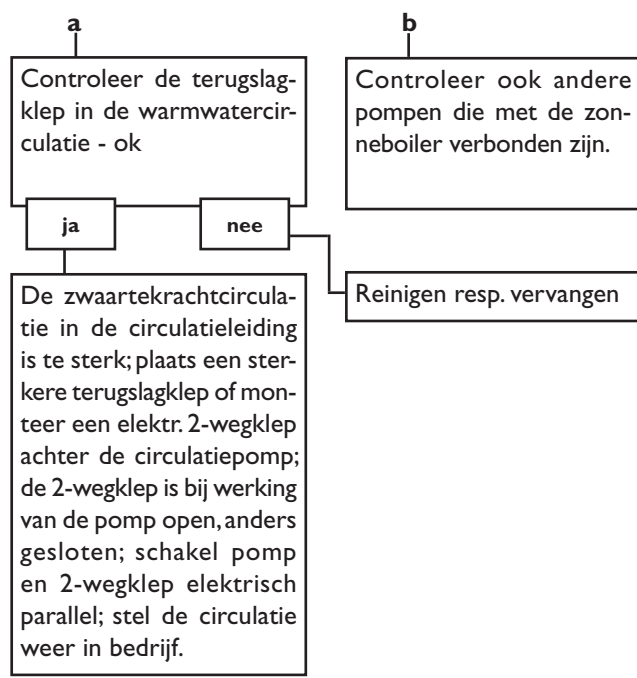 a
Controleer de terugslag-
klep in de warmwatercir-
culatie - ok
ja
nee
De zwaartekrachtcircula-
tie in de circulatieleiding
is te sterk; plaats een ster-
kere terugslagklep of mon-
teer een elektr. 2-wegklep
achter de circulatiepomp;
de 2-wegklep is bij werking
van de pomp open, anders
gesloten; schakel pomp
en 2-wegklep elektrisch
parallel; stel de circulatie
weer in bedrijf.
b
Controleer ook andere
pompen die met de zon-
neboiler verbonden zijn.
Reinigen resp. vervangen